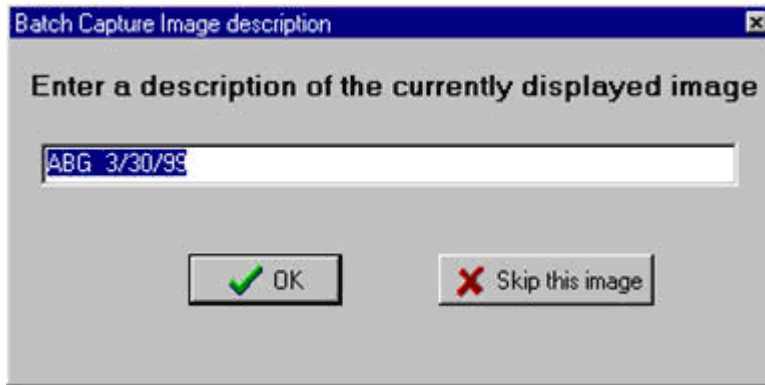 Batch Capture Image description
Enter a description of the currently displayed image
ABG 3/30/99
OK
Skip this image